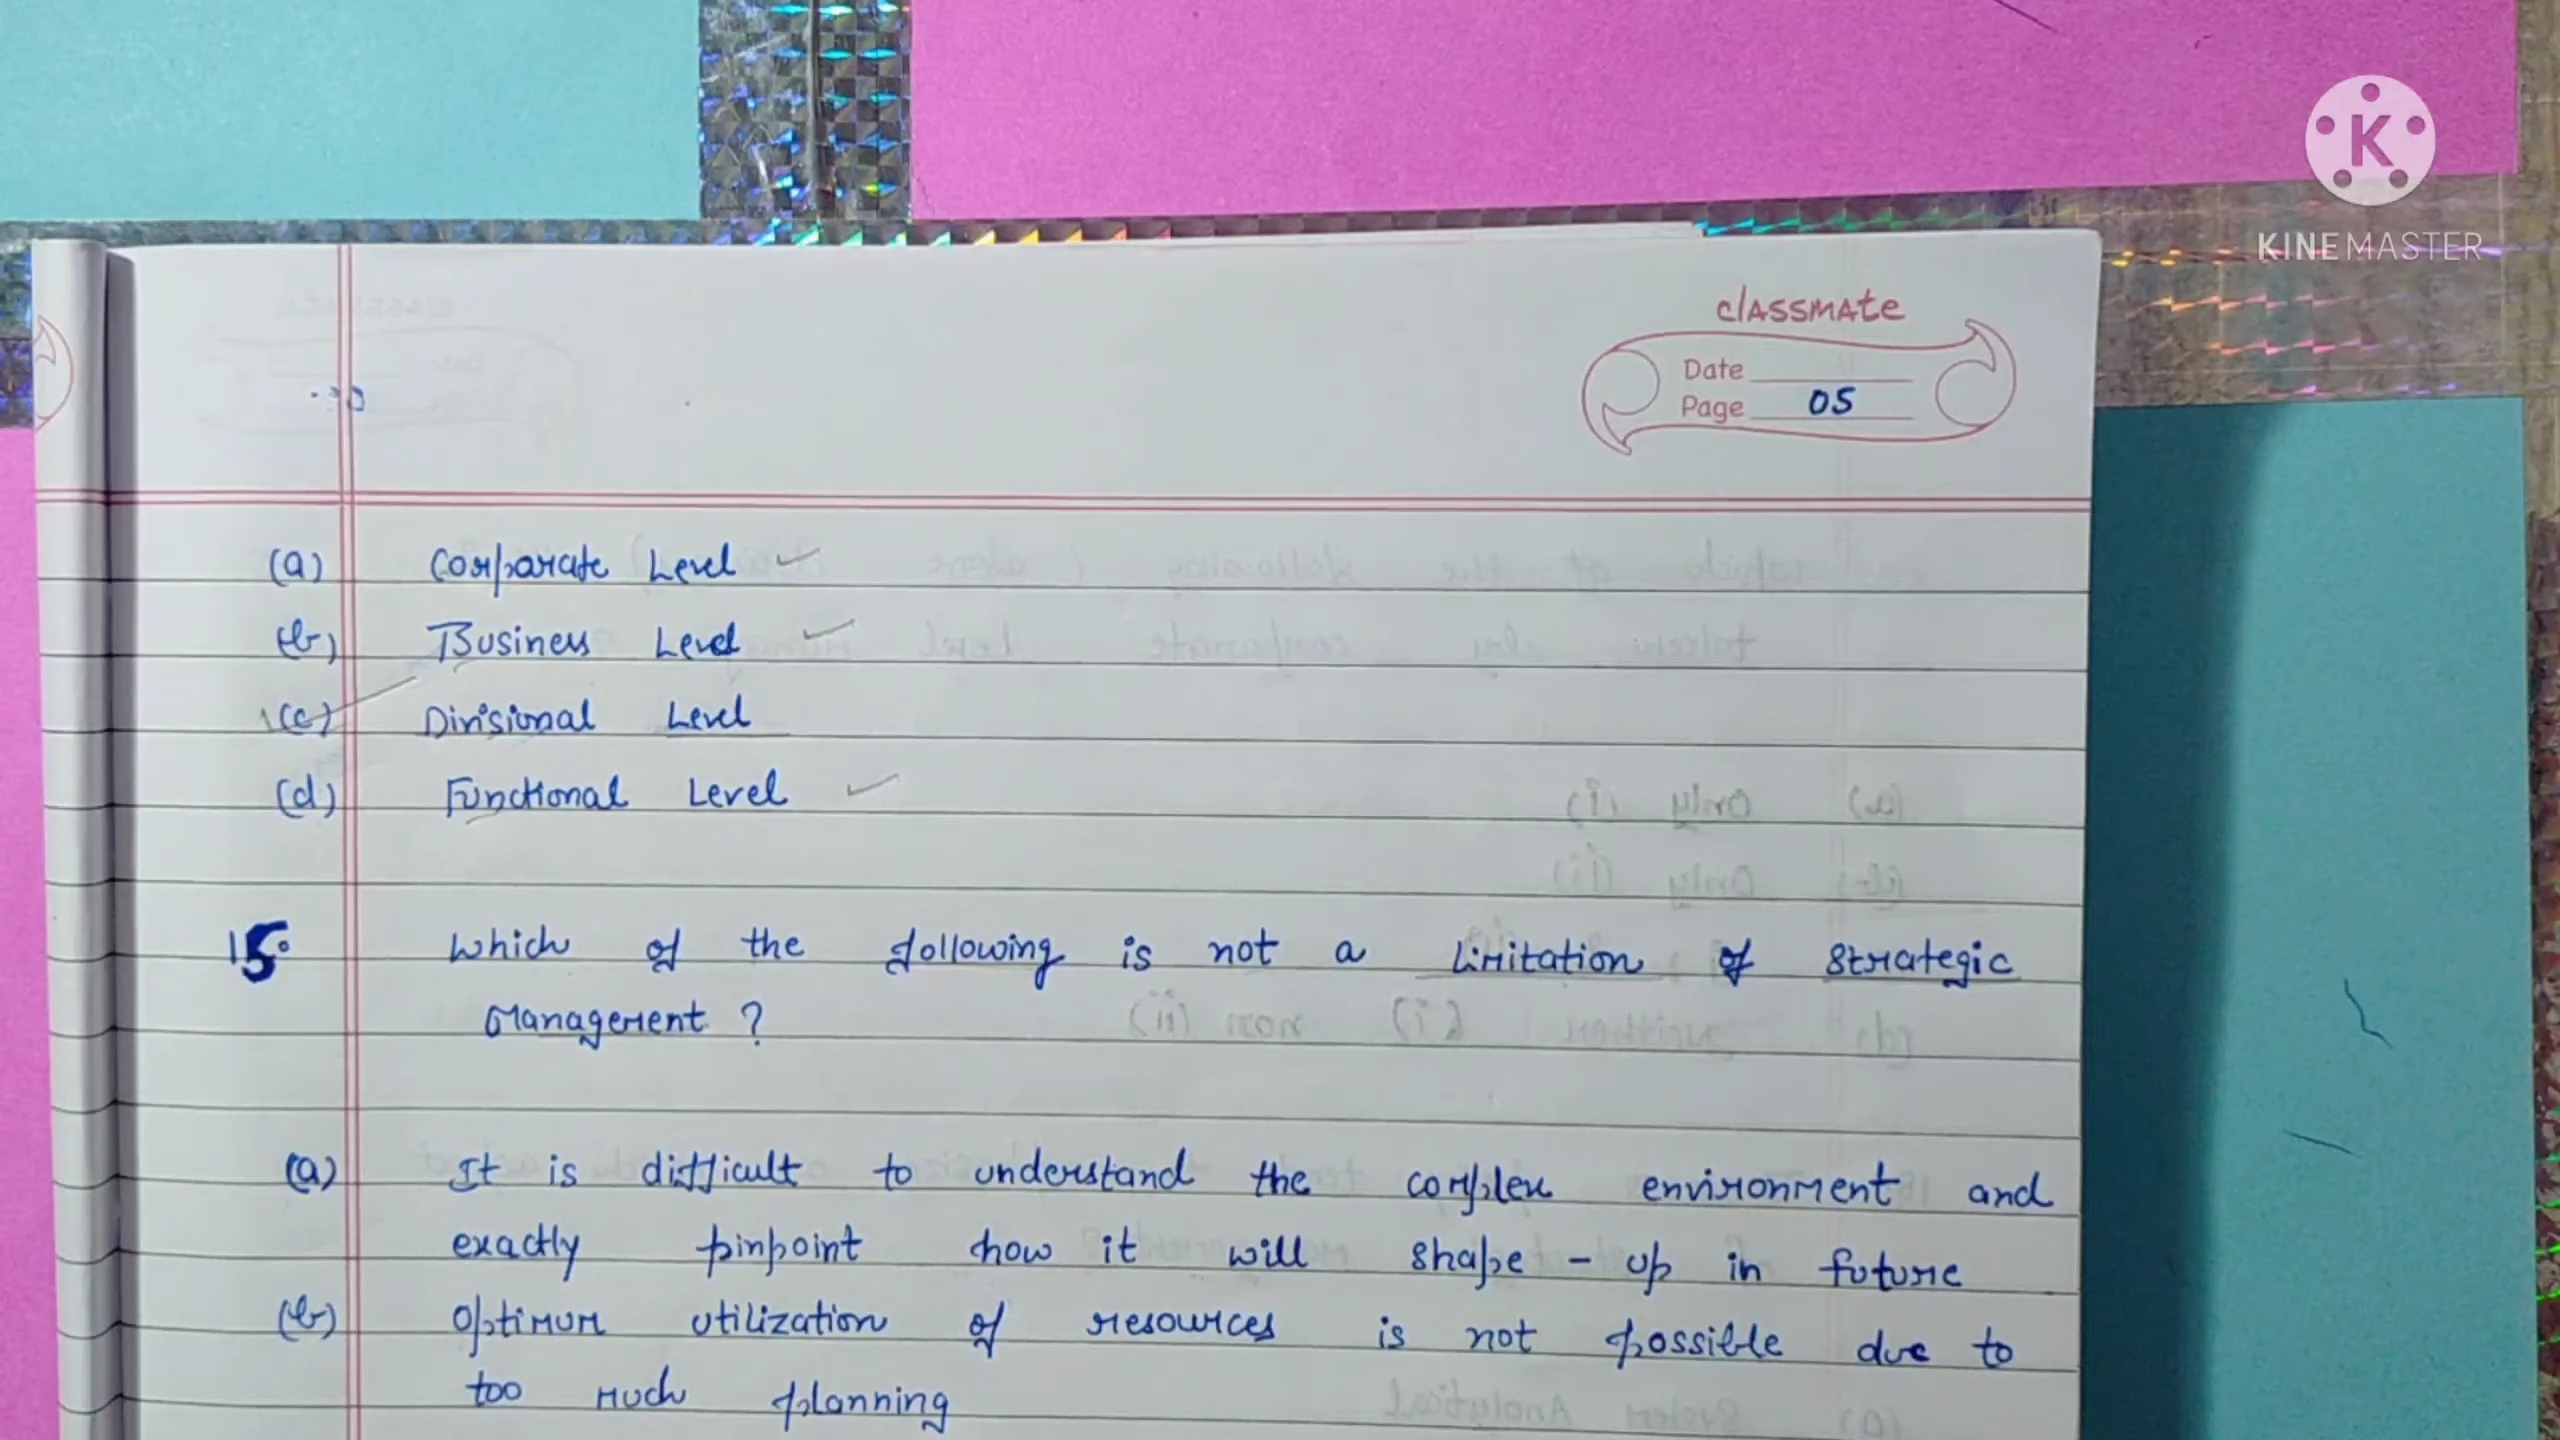 KINEMASTER
classmate
Date
Page 05
(a) Corporate Level
(b) Business Level
(c) Divisional Level
(d) Functional Level
15. Which of the following is not a limitation of strategic
Management ?
(a) It is difficult to understand the complex environment and
exactly pinpoint how it will shape - up in future
(b) Optimum utilization of resources is not possible due to
too much planning